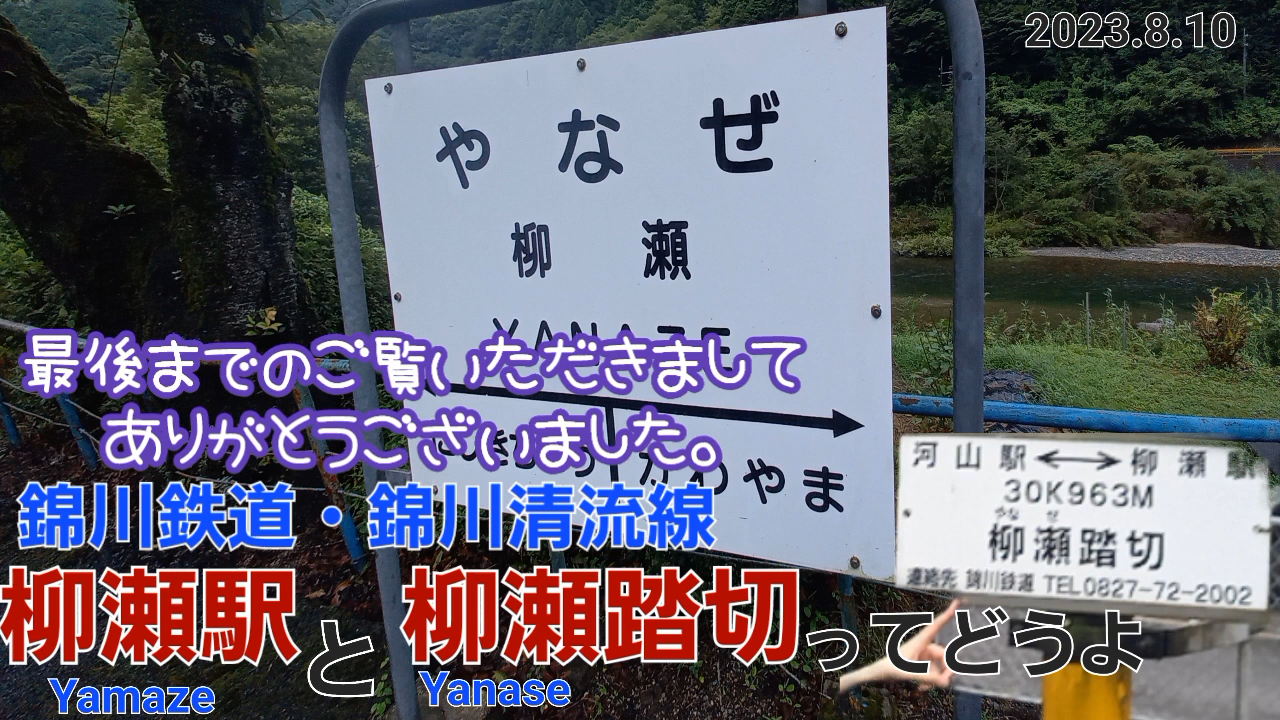 2023.8.10
やなぜ
柳瀬
YANAZE
かわやま
最後までのご覧いただきまして
ありがとうございました。
河山駅⟷柳瀬駅
30K963M
やなぜ
柳瀬踏切
連絡先 錦川鉄道 TEL0827-72-2002
錦川鉄道・錦川清流線
柳瀬駅と柳瀬踏切ってどうよ
Yamaze
Yanase